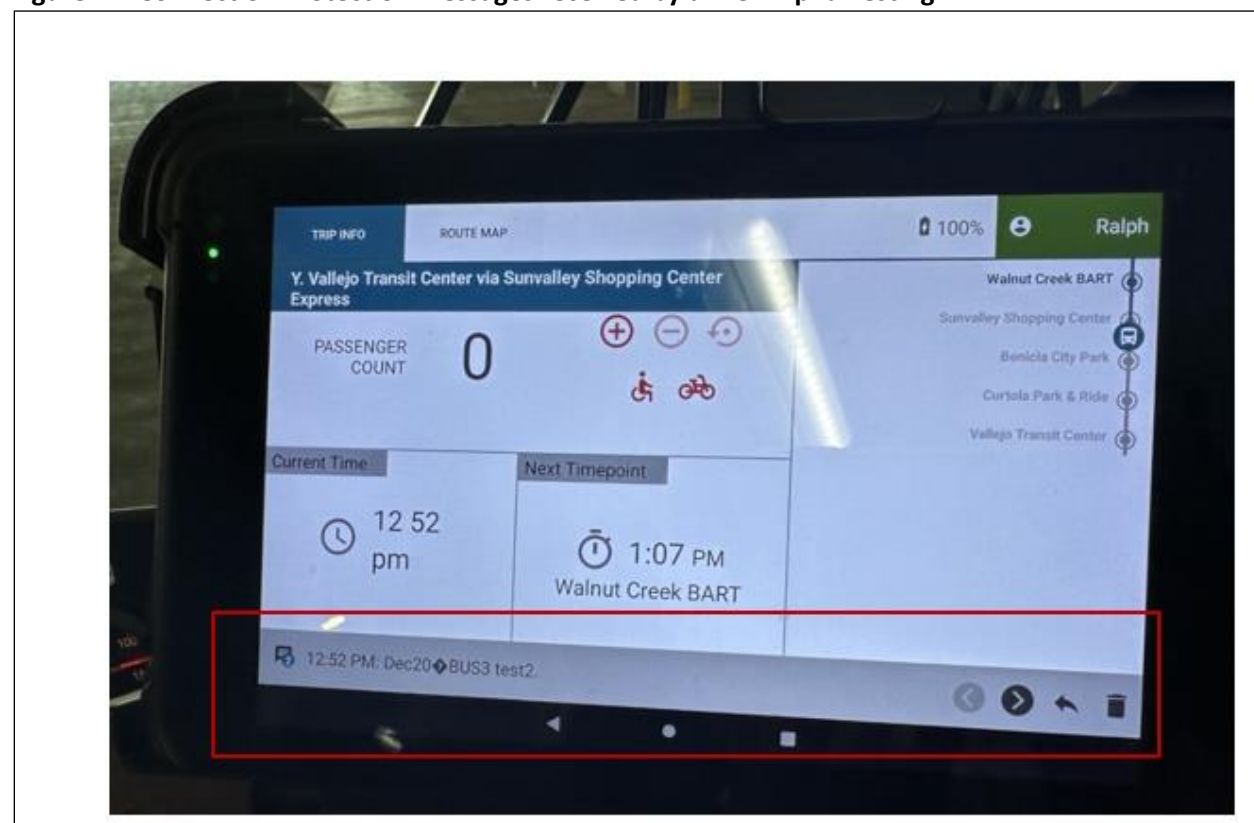 TRIP INFO
ROUTE MAP
100%
Ralph
Y. Vallejo Transit Center via Sunvalley Shopping Center
Express
PASSENGER
COUNT
0
Walnut Creek BART
Sunvalley Shopping Center
Benicia City Park
Curtola Park & Ride
Vallejo Transit Center
Current Time
12 52
pm
Next Timepoint
1:07 PM
Walnut Creek BART
12:52 PM: Dec20�BUS3 test2.
100